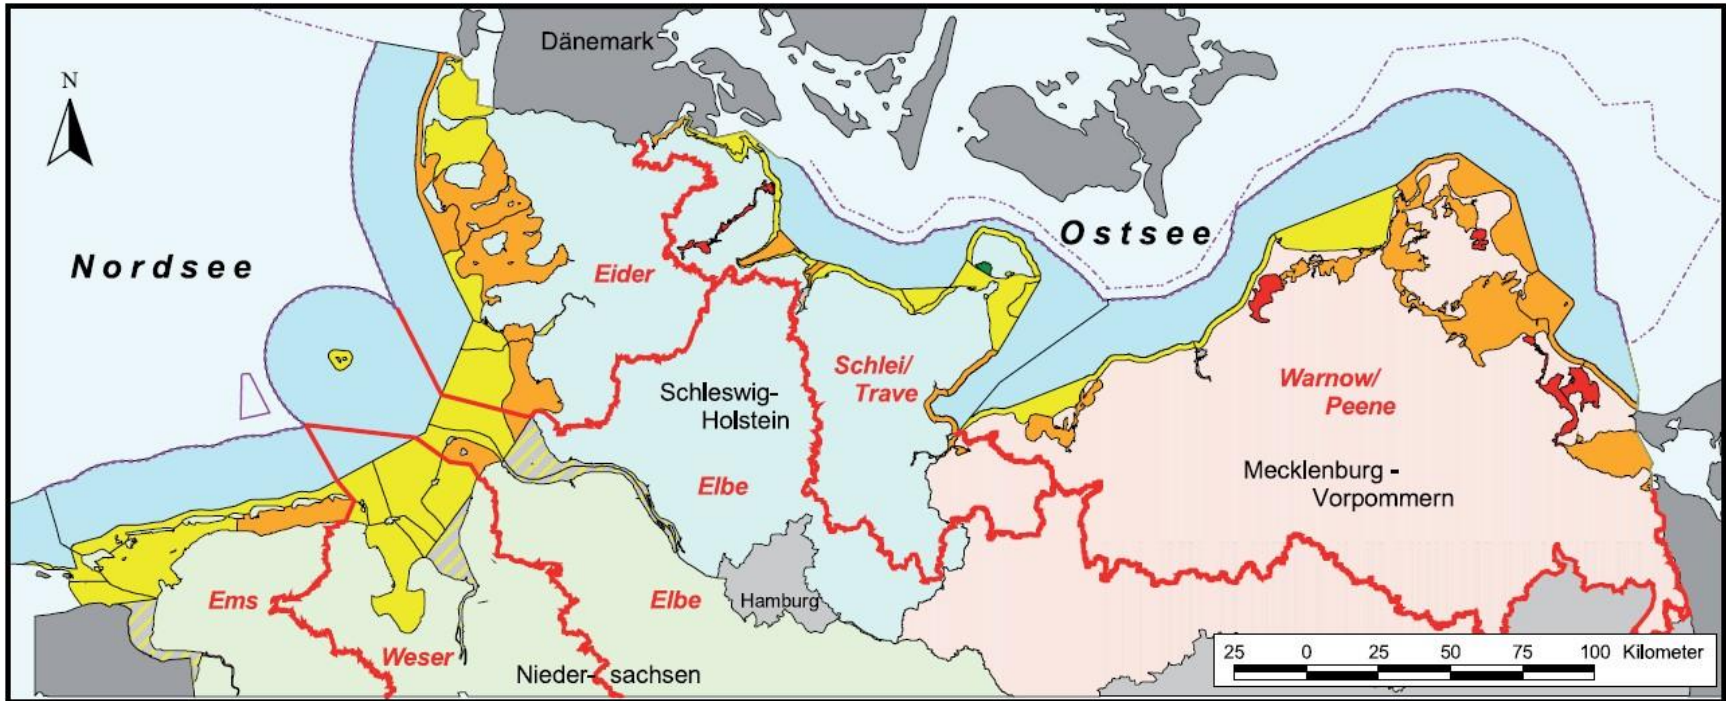 Dänemark
N
Nordsee
Ostsee
Eider
Schleswig-
Holstein
Schlei/
Trave
Warnow/
Peene
Mecklenburg -
Vorpommern
Elbe
Ems
Elbe
Hamburg
Weser
Nieder- sachsen
25 0 25 50 75 100 Kilometer